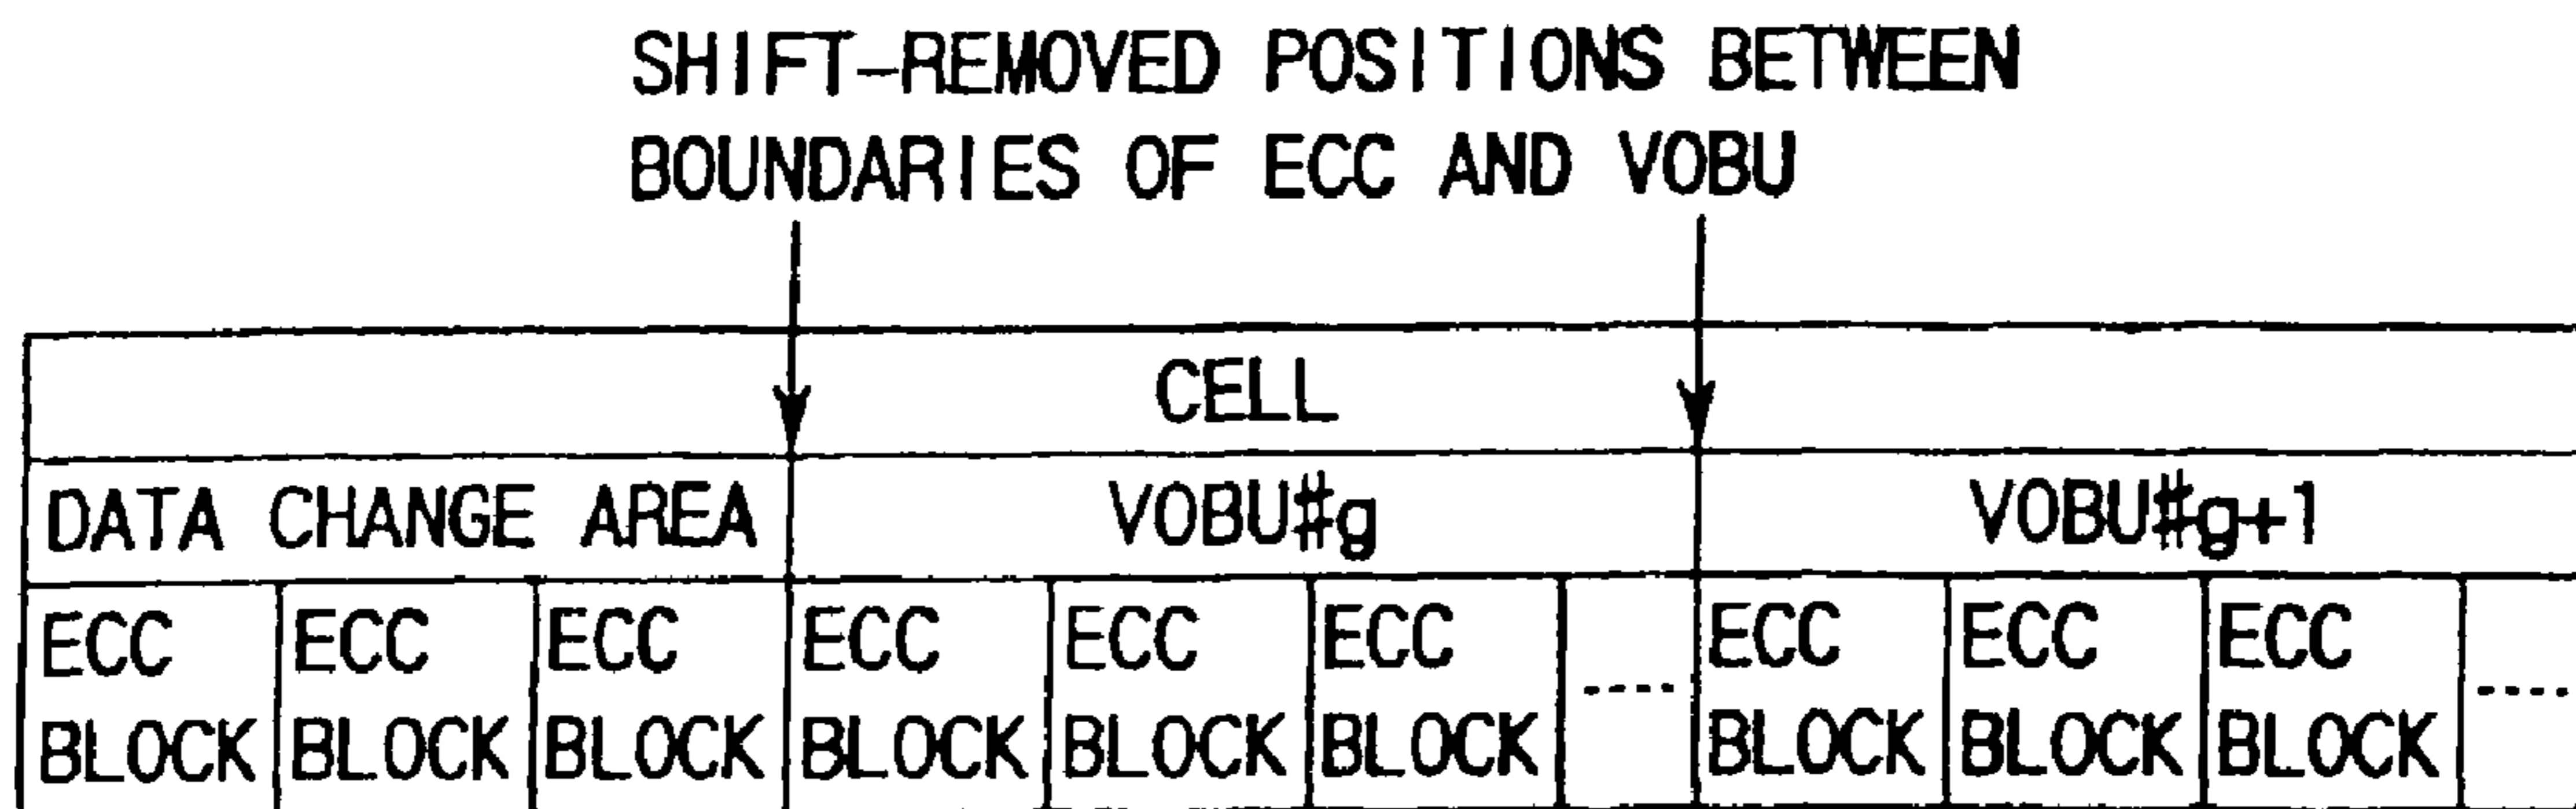 SHIFT-REMOVED POSITIONS BETWEEN
BOUNDARIES OF ECC AND VOBU
CELL
DATA CHANGE AREA VOBU#g VOBU#g+1
ECC ECC ECC ECC ECC ECC ---- ECC ECC ECC ----
BLOCK BLOCK BLOCK BLOCK BLOCK BLOCK BLOCK BLOCK BLOCK